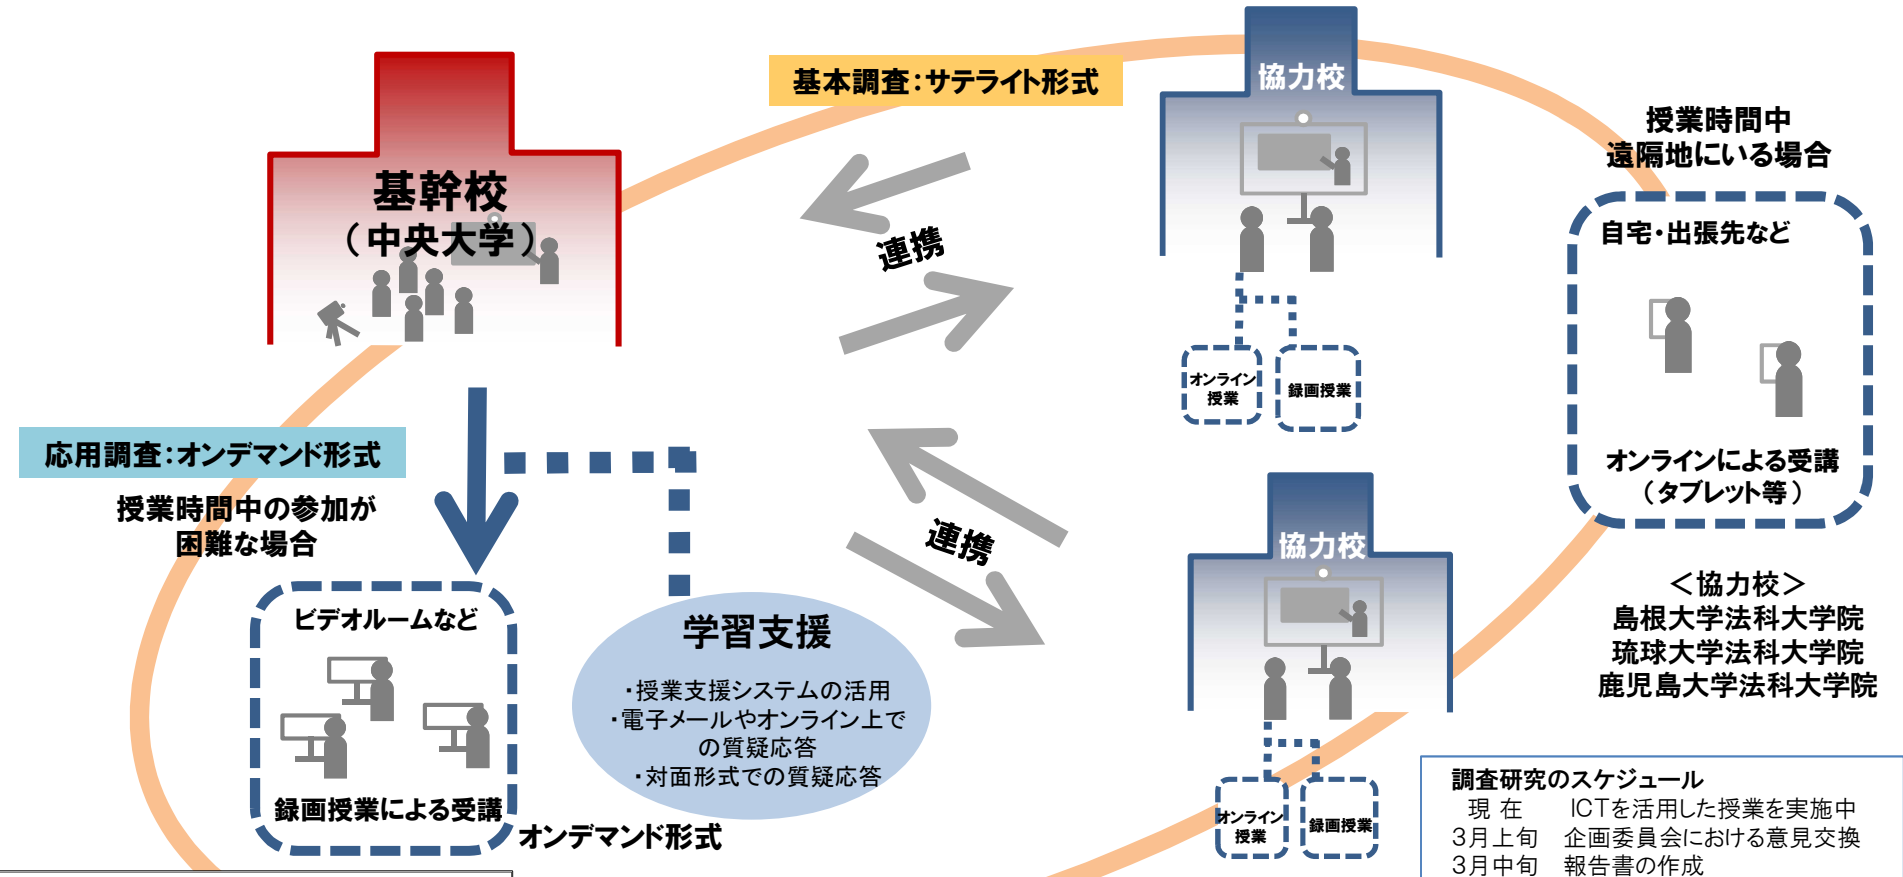 基本調査：サテライト形式
基幹校
（中央大学）
連携
協力校
オンライン
授業
録画授業
授業時間中
遠隔地にいる場合
自宅・出張先など
オンラインによる受講
（タブレット等）
応用調査：オンデマンド形式
授業時間中の参加が
困難な場合
ビデオルームなど
録画授業による受講
オンデマンド形式
学習支援
・授業支援システムの活用
・電子メールやオンライン上で
の質疑応答
・対面形式での質疑応答
連携
協力校
オンライン
授業
録画授業
＜協力校＞
島根大学法科大学院
琉球大学法科大学院
鹿児島大学法科大学院
調査研究のスケジュール
現 在　ICTを活用した授業を実施中
3月上旬　企画委員会における意見交換
3月中旬　報告書の作成